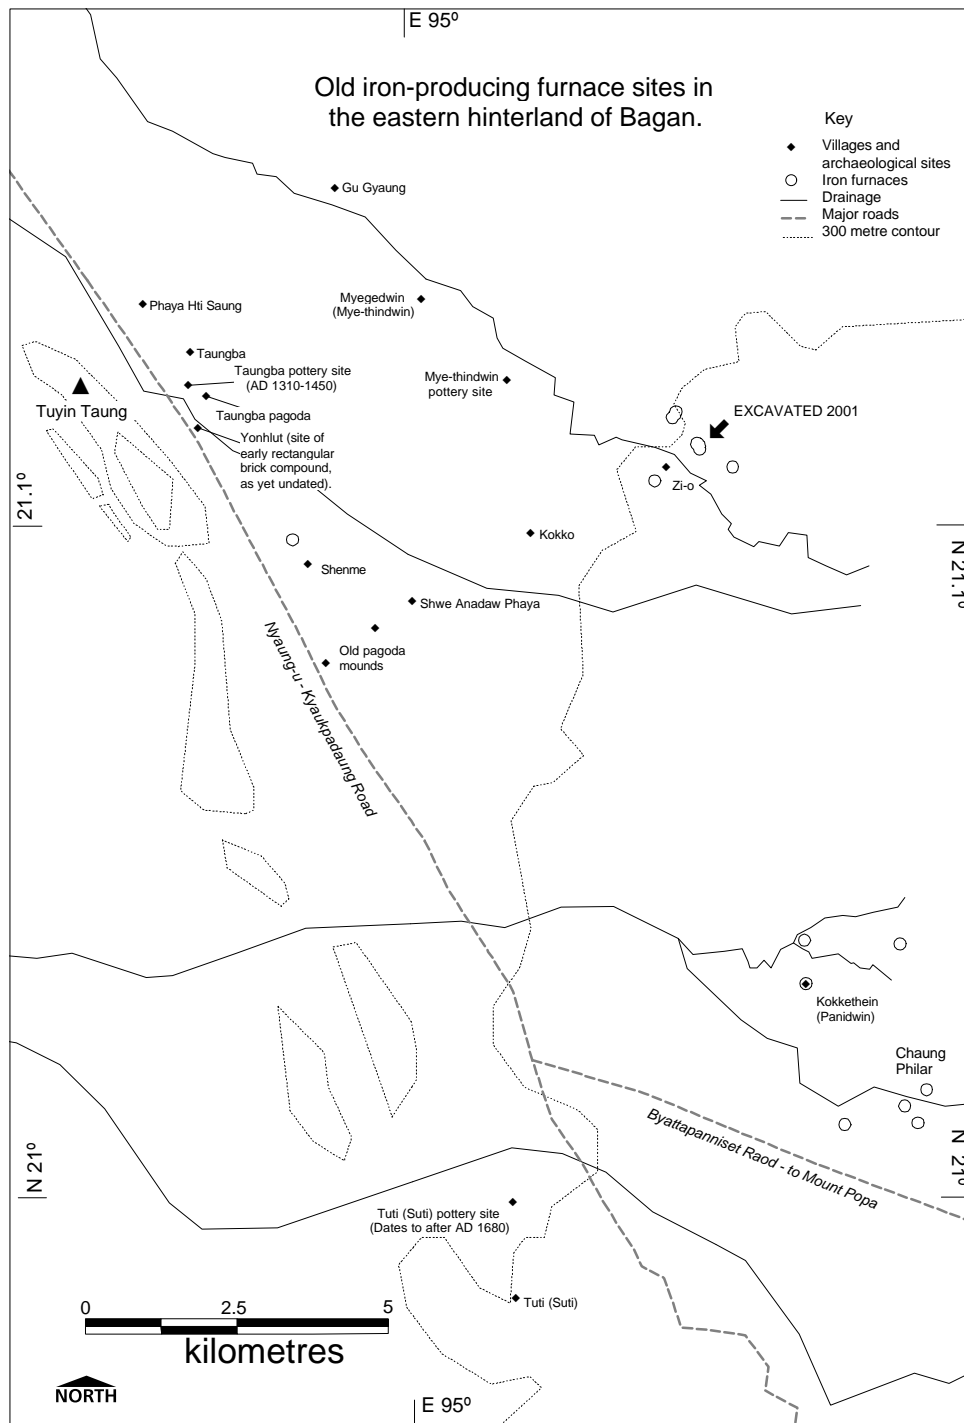 E 95º
Old iron-producing furnace sites in
the eastern hinterland of Bagan.
Key
Villages and
archaeological sites
Iron furnaces
Drainage
Major roads
300 metre contour
Gu Gyaung
Phaya Hti Saung
Myegedwin
(Mye-thindwin)
Taungba
Taungba pottery site
(AD 1310-1450)
Mye-thindwin
pottery site
Tuyin Taung
Taungba pagoda
EXCAVATED 2001
Yonhlut (site of
early rectangular
brick compound,
as yet undated).
Zi-o
21.1º
N 21.1º
Kokko
Shenme
Shwe Anadaw Phaya
Old pagoda
mounds
Nyaung-u - Kyaukpadaung Road
Kokkethein
(Panidwin)
Chaung
Philar
Byattapanniset Raod - to Mount Popa
N 21º
N 21º
Tuti (Suti) pottery site
(Dates to after AD 1680)
Tuti (Suti)
0 2.5 5
kilometres
NORTH
E 95º